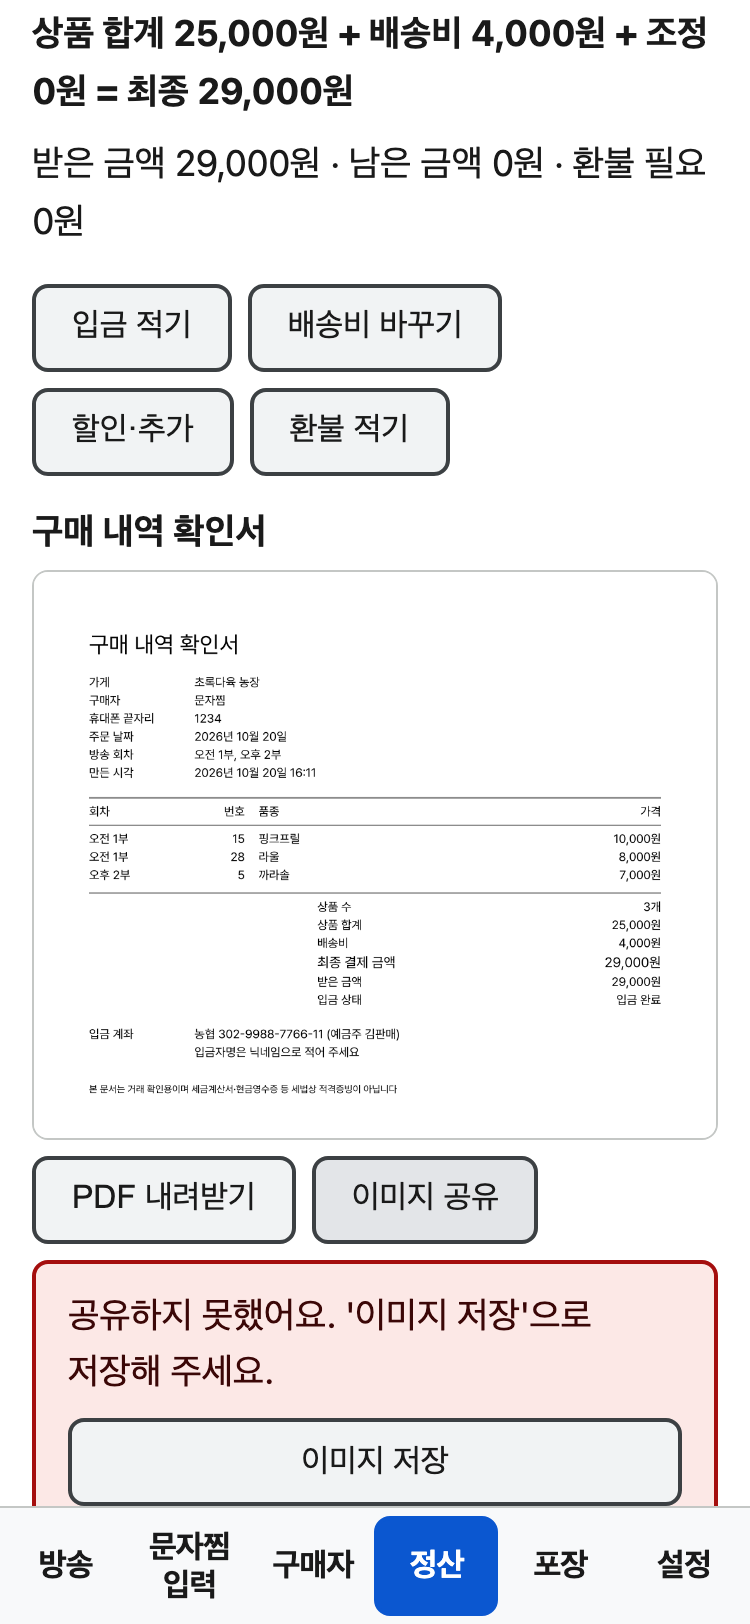 상품 합계 25,000원 + 배송비 4,000원 + 조정
0원 = 최종 29,000원
받은 금액 29,000원 · 남은 금액 0원 · 환불 필요
0원
입금 적기 배송비 바꾸기
할인·추가 환불 적기
구매 내역 확인서
구매 내역 확인서
가게 초록다육 농장
구매자 문자찜
휴대폰 끝자리 1234
주문 날짜 2026년 10월 20일
방송 회차 오전 1부, 오후 2부
만든 시각 2026년 10월 20일 16:11
회차 번호 품종 가격
오전 1부 15 핑크프릴 10,000원
오전 1부 28 라울 8,000원
오후 2부 5 까라솔 7,000원
상품 수 3개
상품 합계 25,000원
배송비 4,000원
최종 결제 금액 29,000원
받은 금액 29,000원
입금 상태 입금 완료
입금 계좌 농협 302-9988-7766-11 (예금주 김판매)
입금자명은 닉네임으로 적어 주세요
본 문서는 거래 확인용이며 세금계산서·현금영수증 등 세법상 적격증빙이 아닙니다
PDF 내려받기 이미지 공유
공유하지 못했어요. '이미지 저장'으로
저장해 주세요.
이미지 저장
방송 문자찜 입력 구매자 정산 포장 설정